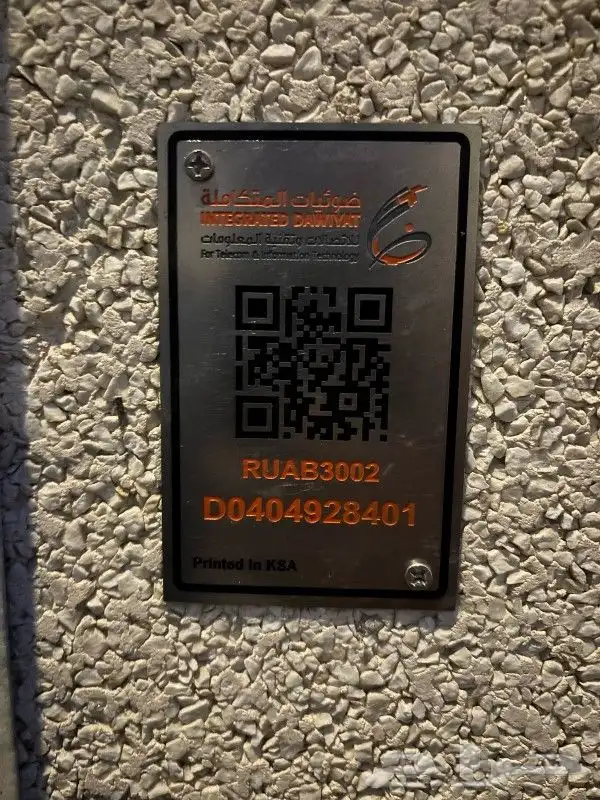 ضوئيات المتكاملة
INTEGRATED DAWIYAT
للاتصالات وتقنية المعلومات
For Telecom & Information Technology
RUAB3002
D0404928401
Printed in KSA